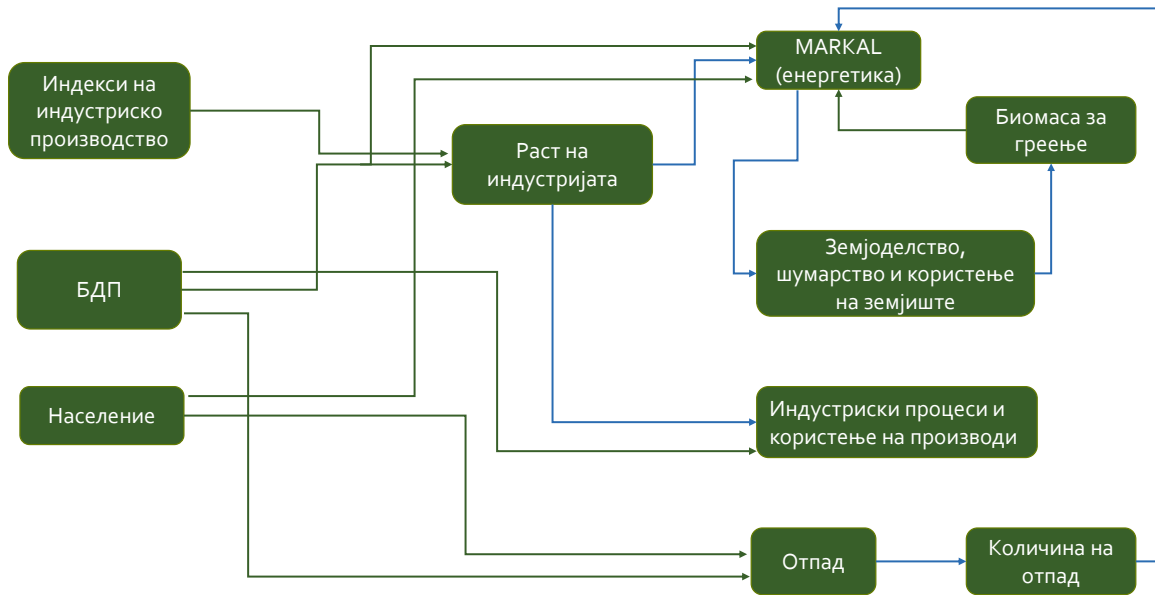 MARKAL
(енергетика)
Индекси на
индустриско
производство
Биомаса за
греење
Раст на
индустријата
Земјоделство,
шумарство и користење
на земјиште
БДП
Население
Индустриски процеси и
користење на производи
Отпад
Количина на
отпад